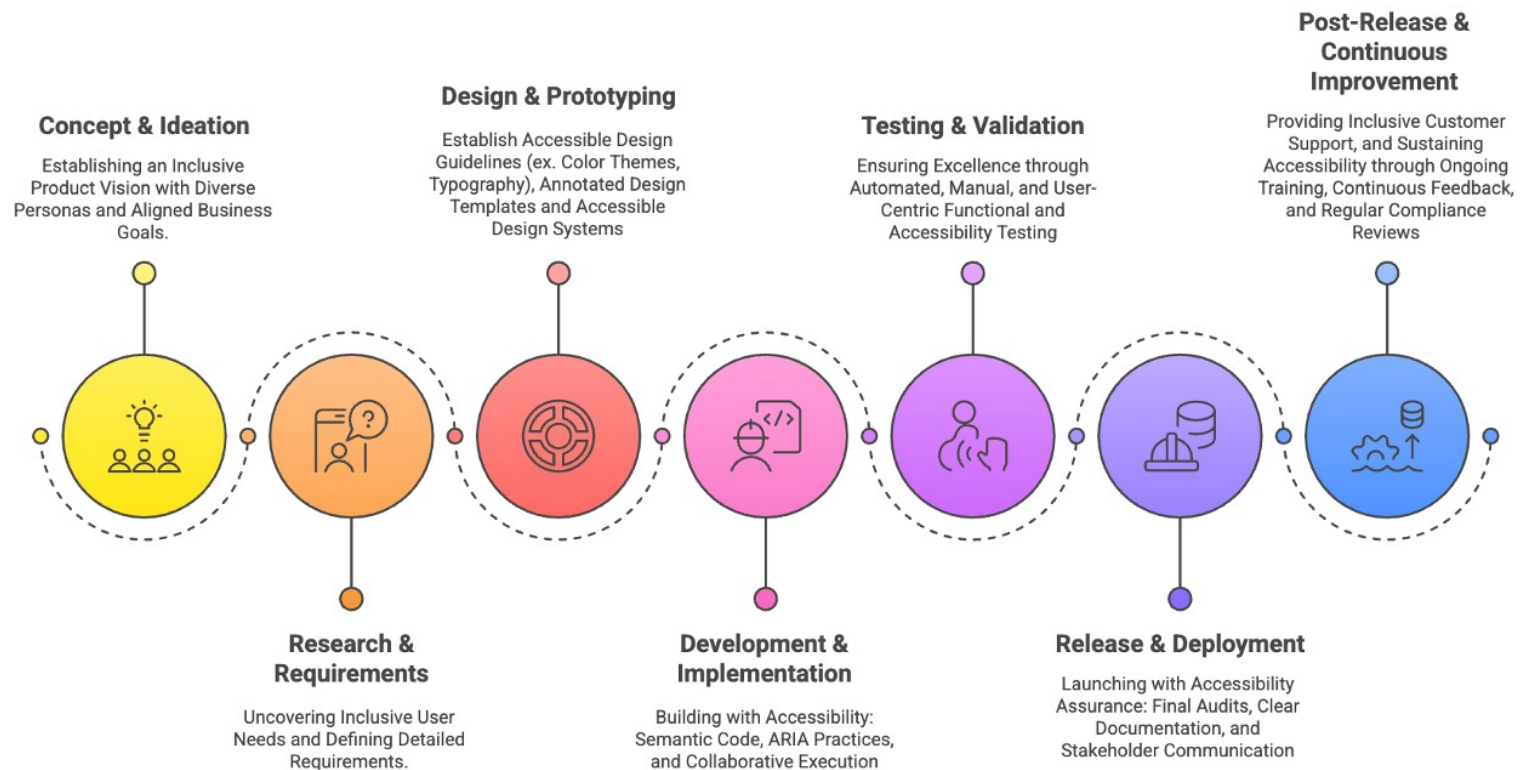 Concept & Ideation
Establishing an Inclusive
Product Vision with Diverse
Personas and Aligned Business
Goals.
Research &
Requirements
Uncovering Inclusive User
Needs and Defining Detailed
Requirements.
Design & Prototyping
Establish Accessible Design
Guidelines (ex. Color Themes,
Typography), Annotated Design
Templates and Accessible
Design Systems
Development &
Implementation
Building with Accessibility:
Semantic Code, ARIA Practices,
and Collaborative Execution
Testing & Validation
Ensuring Excellence through
Automated, Manual, and User-
Centric Functional and
Accessibility Testing
Release & Deployment
Launching with Accessibility
Assurance: Final Audits, Clear
Documentation, and
Stakeholder Communication
Post-Release &
Continuous
Improvement
Providing Inclusive Customer
Support, and Sustaining
Accessibility through Ongoing
Training, Continuous Feedback,
and Regular Compliance
Reviews